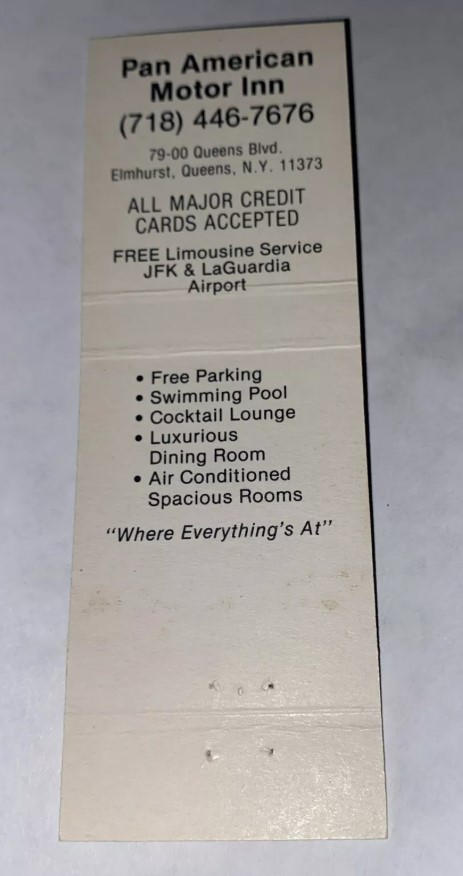 Pan American
Motor Inn
(718) 446-7676
79-00 Queens Blvd.
Elmhurst, Queens, N.Y. 11373
ALL MAJOR CREDIT
CARDS ACCEPTED
FREE Limousine Service
JFK & LaGuardia
Airport
• Free Parking
• Swimming Pool
• Cocktail Lounge
• Luxurious
Dining Room
• Air Conditioned
Spacious Rooms
"Where Everything's At"